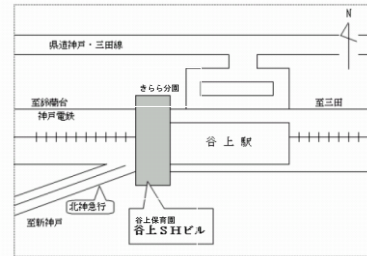 N
県道神戸・三田線
きらら分園
至鈴蘭台
至三田
神戸電鉄
谷上駅
北神急行
谷上保育園
至新神戸
谷上SHビル